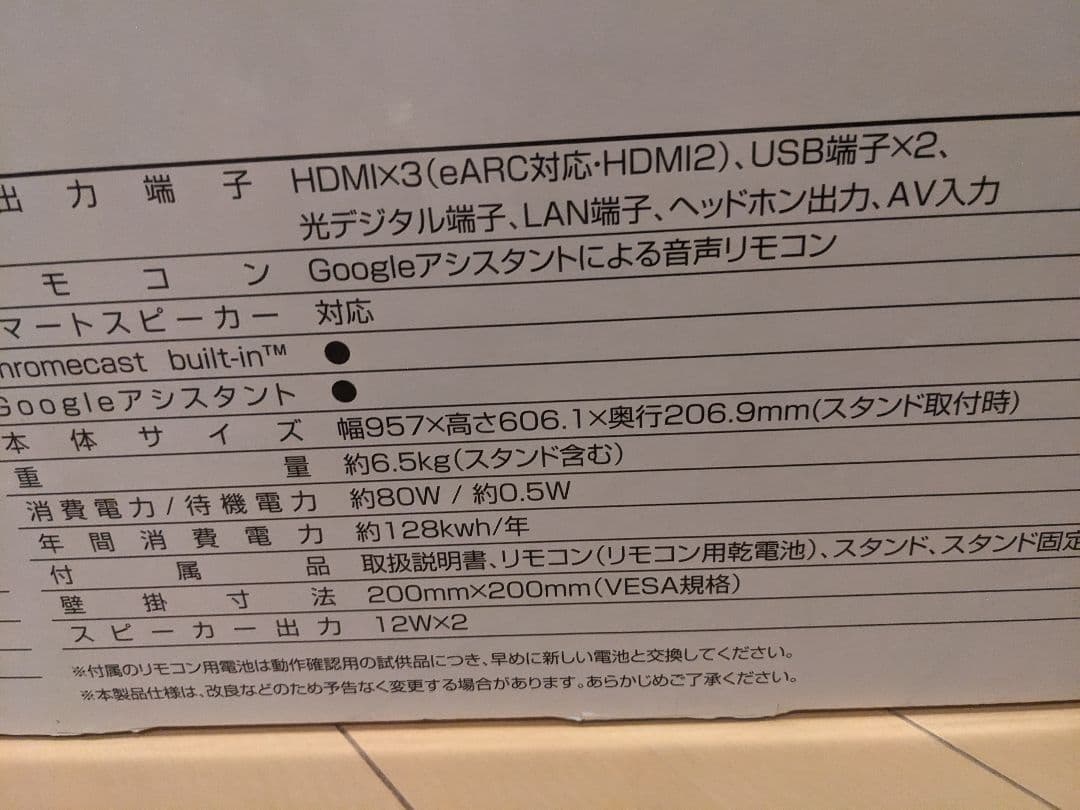 出力端子 HDMI×3(eARC対応・HDMI2)、USB端子×2、
光デジタル端子、LAN端子、ヘッドホン出力、AV入力
モコン Googleアシスタントによる音声リモコン
マートスピーカー 対応
hromecast built-in™ ●
Googleアシスタント ●
本体サイズ 幅957×高さ606.1×奥行206.9mm(スタンド取付時)
重量 約6.5kg(スタンド含む)
消費電力/待機電力 約80W / 約0.5W
年間消費電力 約128kwh/年
付属品 取扱説明書、リモコン(リモコン用乾電池)、スタンド、スタンド固定
壁掛寸法 200mm×200mm(VESA規格)
スピーカー出力 12W×2
※付属のリモコン用電池は動作確認用の試供品につき、早めに新しい電池と交換してください。
※本製品仕様は、改良などのため予告なく変更する場合があります。あらかじめご了承ください。